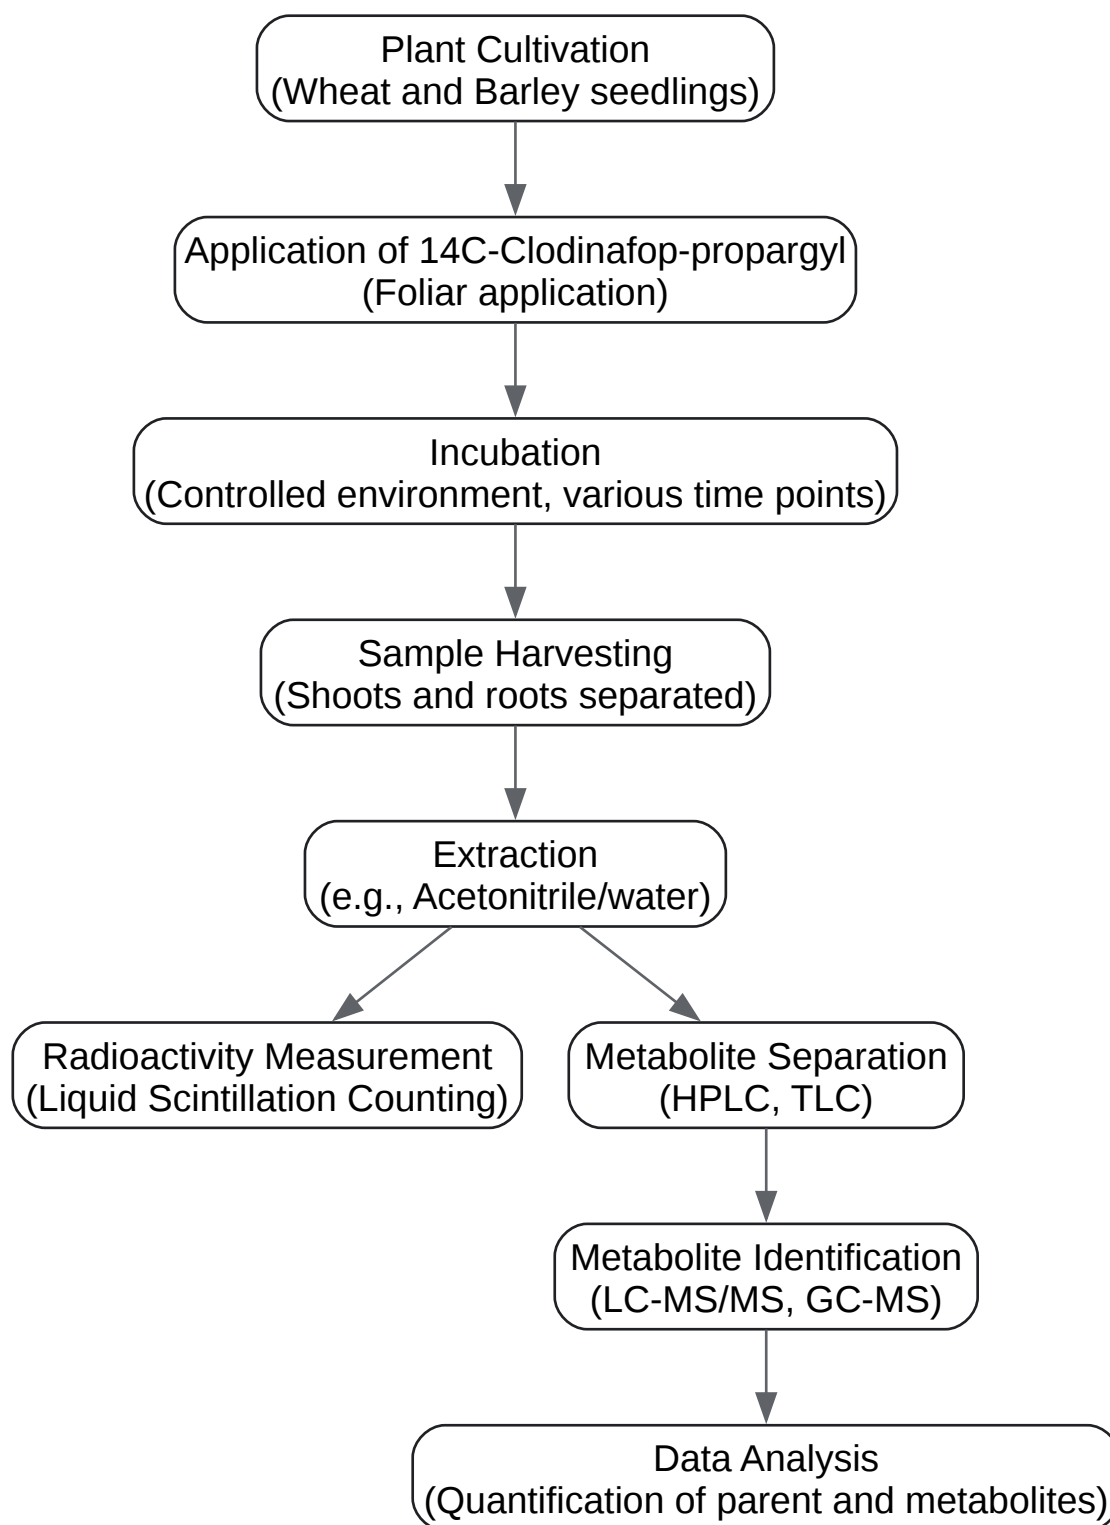 Plant Cultivation
(Wheat and Barley seedlings)
Application of 14C-Clodinafop-propargyl
(Foliar application)
Incubation
(Controlled environment, various time points)
Sample Harvesting
(Shoots and roots separated)
Extraction
(e.g., Acetonitrile/water)
Radioactivity Measurement
(Liquid Scintillation Counting)
Metabolite Separation
(HPLC, TLC)
Metabolite Identification
(LC-MS/MS, GC-MS)
Data Analysis
(Quantification of parent and metabolites)